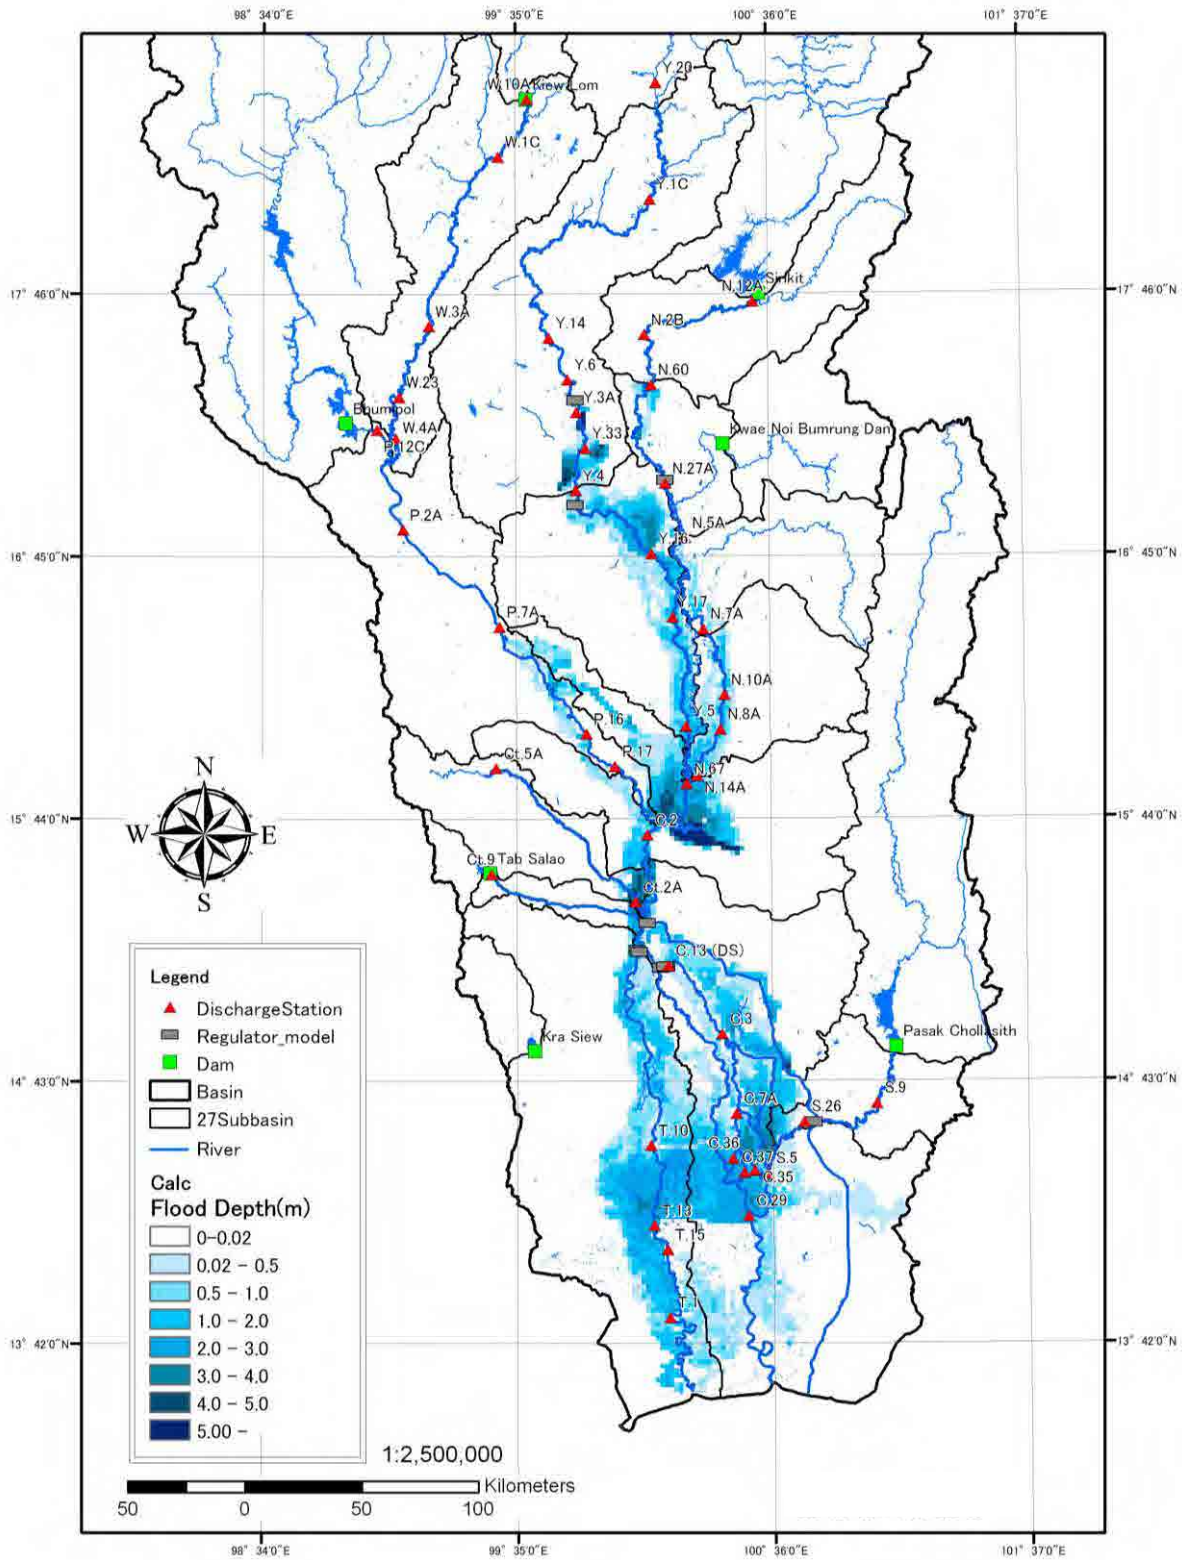 98° 34'0"E 99° 35'0"E 100° 36'0"E 101° 37'0"E
Y.20
W.10A Kiew Lom
W.1C
Y.1C
Sirikit
N.12A
17° 46'0"N 17° 46'0"N
W.3A
Y.14
N.2B
Y.6
N.60
W.23
Y.3A
Bhumipol
W.4A
Y.33
Kwae Noi Bumrung Dan
P.12C
N.27A
Y.4
P.2A
N.5A
Y.16
16° 45'0"N 16° 45'0"N
Y.17
P.7A
N.7A
N.10A
P.16
Y.5
N.8A
Ct.5A
P.17
N.67
N.14A
N
W E
S
15° 44'0"N 15° 44'0"N
C.2
Ct.9 Tab Salao
Ct.2A
C.13 (DS)
C.3
Kra Siew
Pasak Chollasith
14° 43'0"N 14° 43'0"N
S.9
C.7A
S.26
T.10
C.36
C.37
S.5
C.35
C.29
T.13
T.15
T.1
13° 42'0"N 13° 42'0"N
Legend
DischargeStation
Regulator_model
Dam
Basin
27Subbasin
River
Calc
Flood Depth(m)
0-0.02
0.02 - 0.5
0.5 - 1.0
1.0 - 2.0
2.0 - 3.0
3.0 - 4.0
4.0 - 5.0
5.00 -
1:2,500,000
Kilometers
50 0 50 100
98° 34'0"E 99° 35'0"E 100° 36'0"E 101° 37'0"E